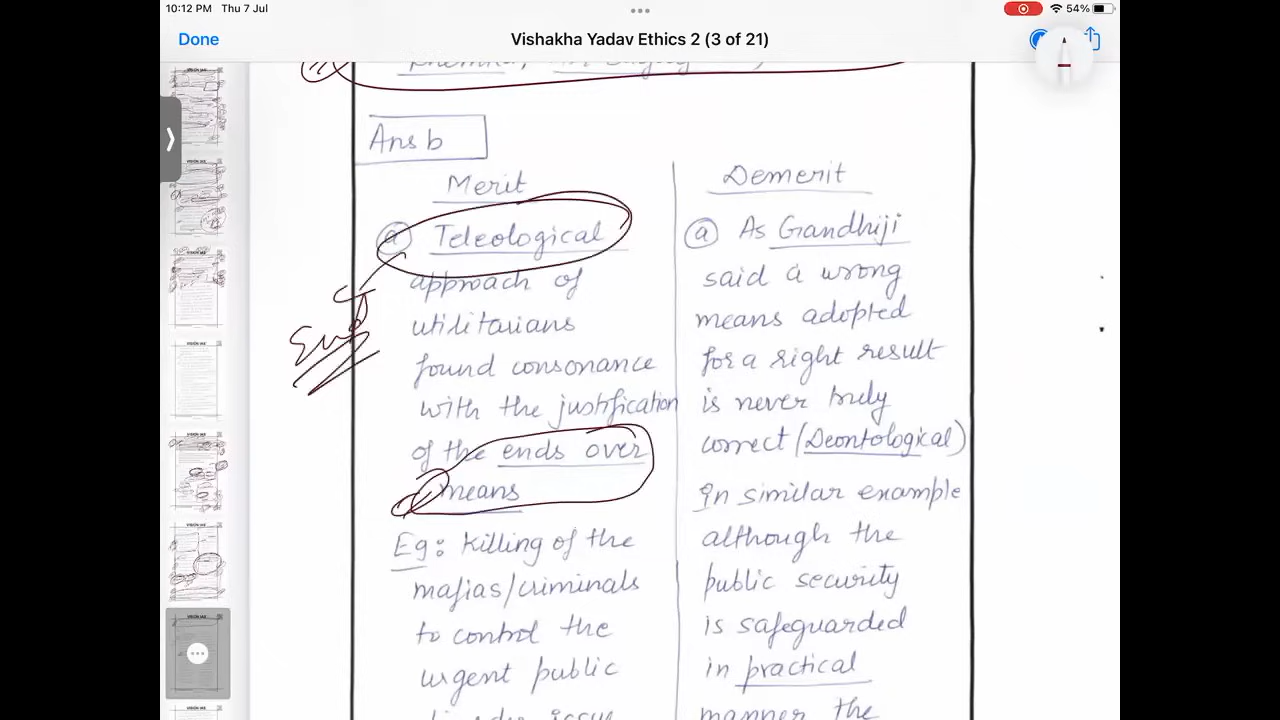 10:12 PM Thu 7 Jul
54%
Done
Vishakha Yadav Ethics 2 (3 of 21)
Ans b
Merit
(a) Teleological
approach of
utilitarians
found consonance
with the justification
of the ends over
means
Eg: Killing of the
mafias/criminals
to control the
urgent public
End
Demerit
(a) As Gandhiji
said a wrong
means adopted
for a right result
is never truly
correct (Deontological)
In similar example
although the
public security
is safeguarded
in practical
manner the